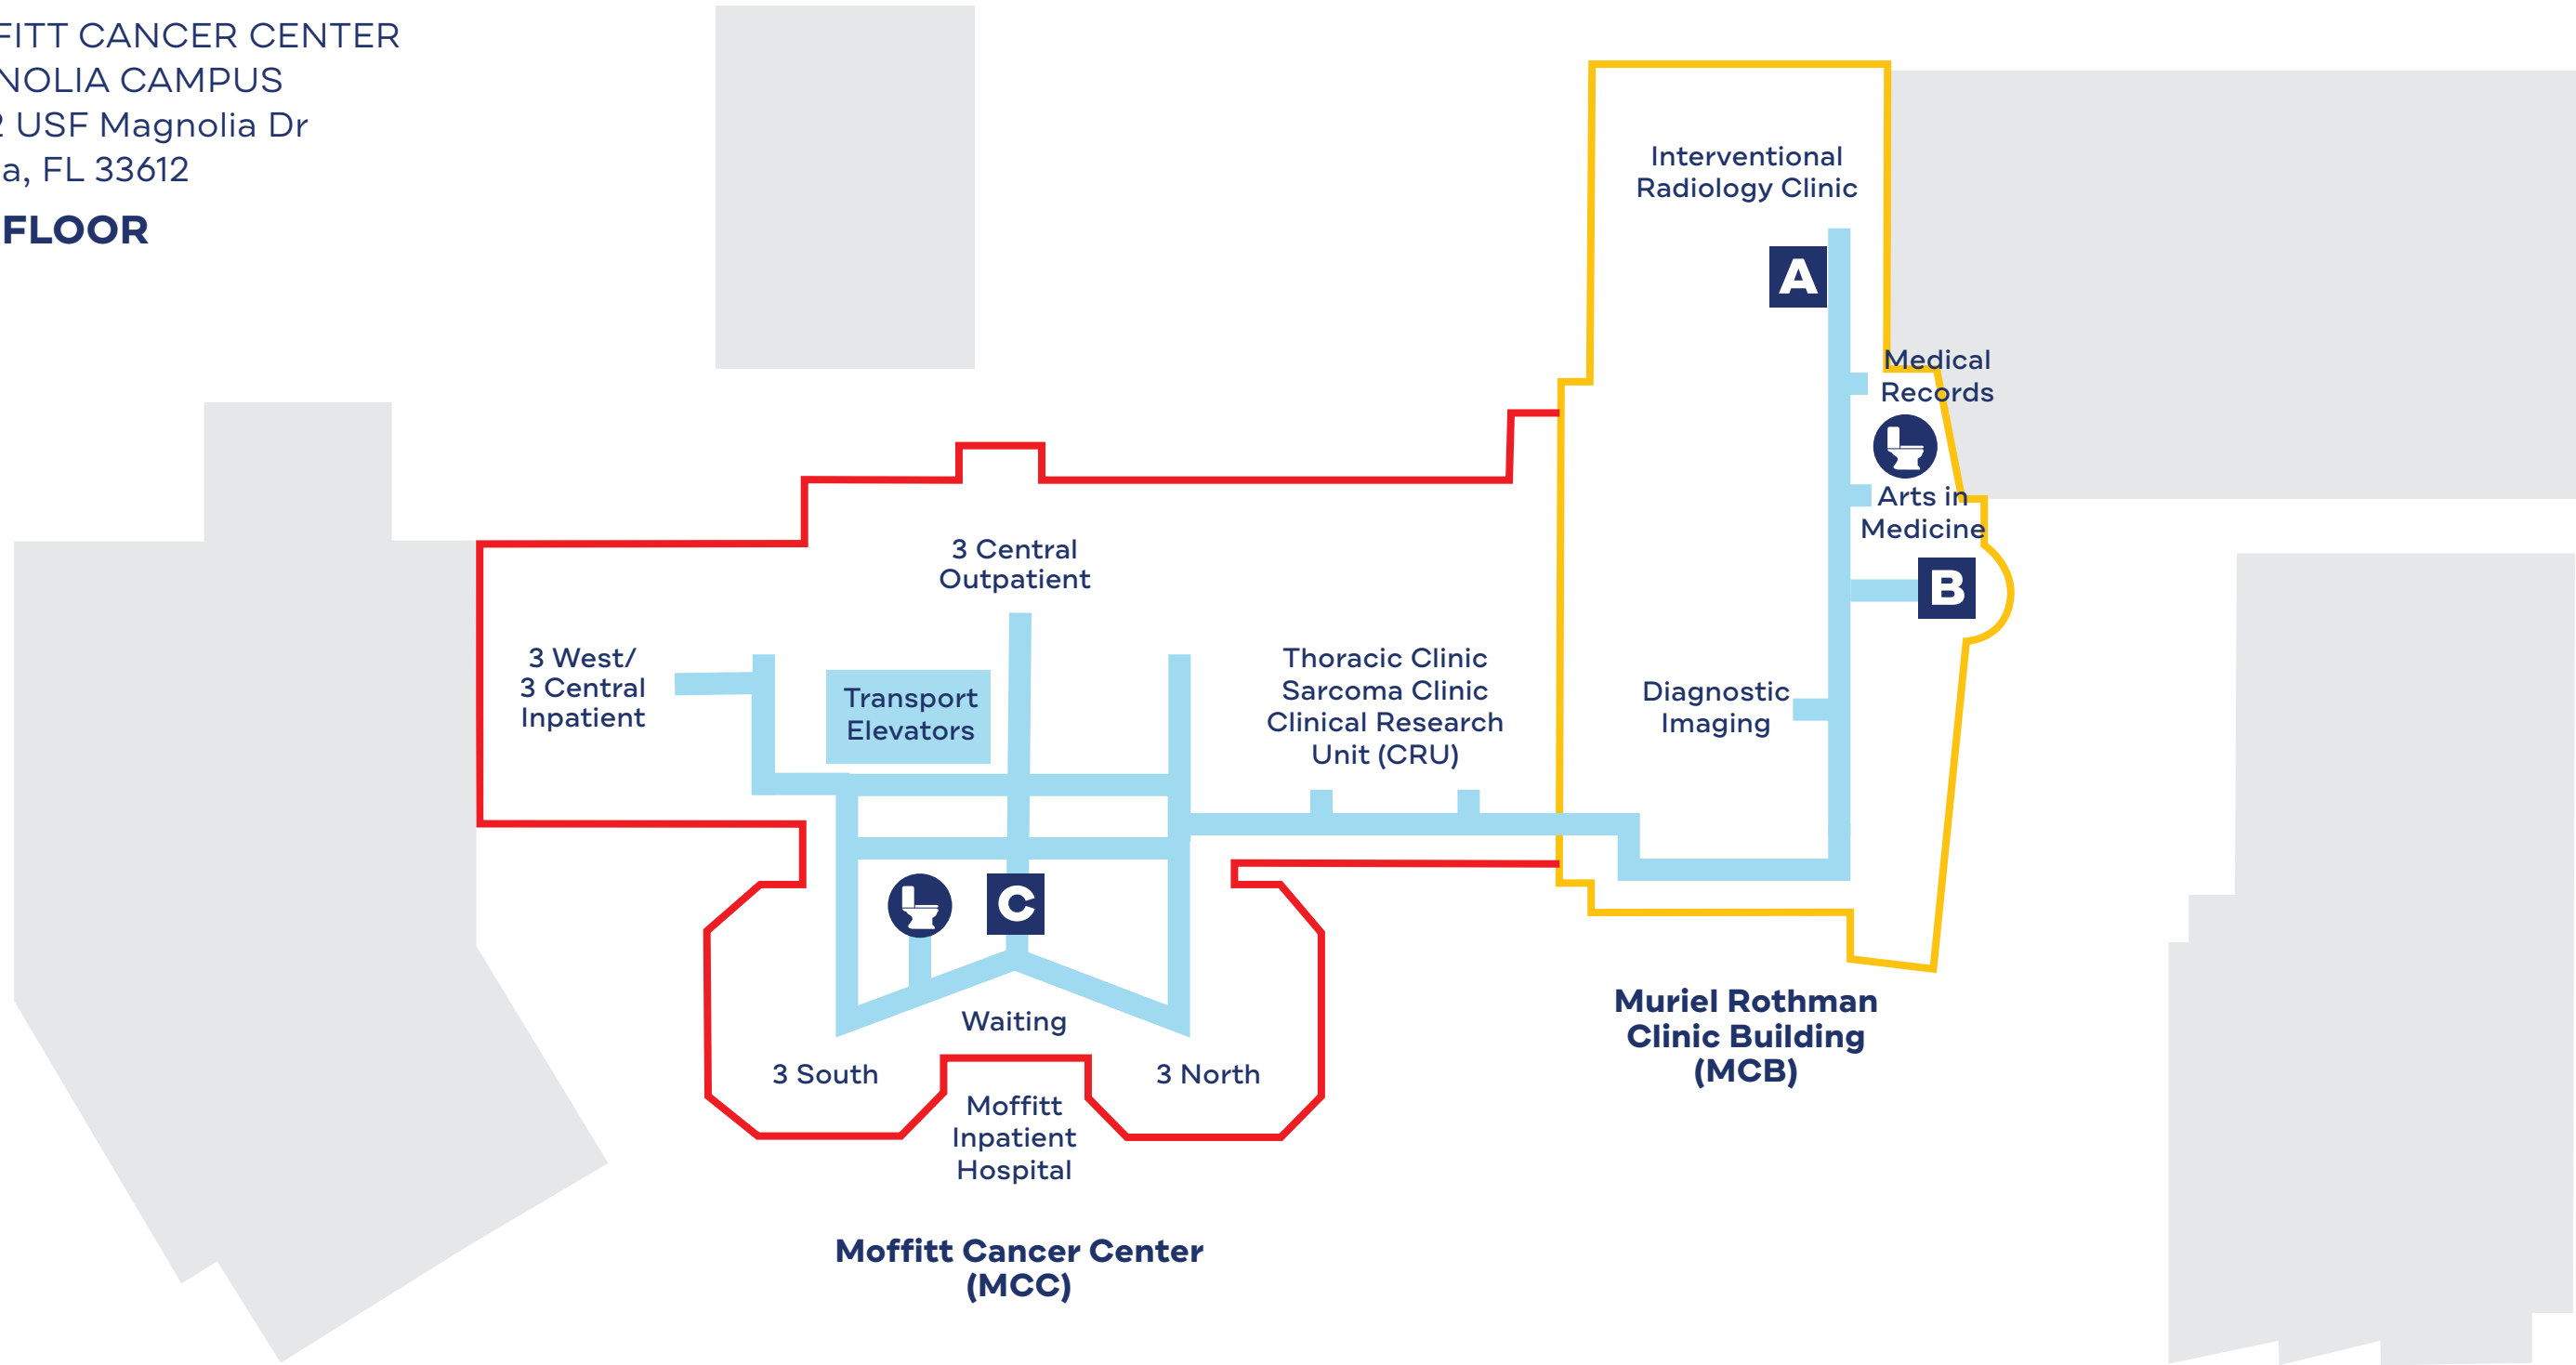 FFITT CANCER CENTER
NOLIA CAMPUS
2 USF Magnolia Dr
a, FL 33612
FLOOR
Interventional
Radiology Clinic
A
Medical
Records
Arts in
Medicine
B
3 Central
Outpatient
3 West/
3 Central
Inpatient
Transport
Elevators
Thoracic Clinic
Sarcoma Clinic
Clinical Research
Unit (CRU)
Diagnostic
Imaging
C
Waiting
3 South
3 North
Moffitt
Inpatient
Hospital
Muriel Rothman
Clinic Building
(MCB)
Moffitt Cancer Center
(MCC)